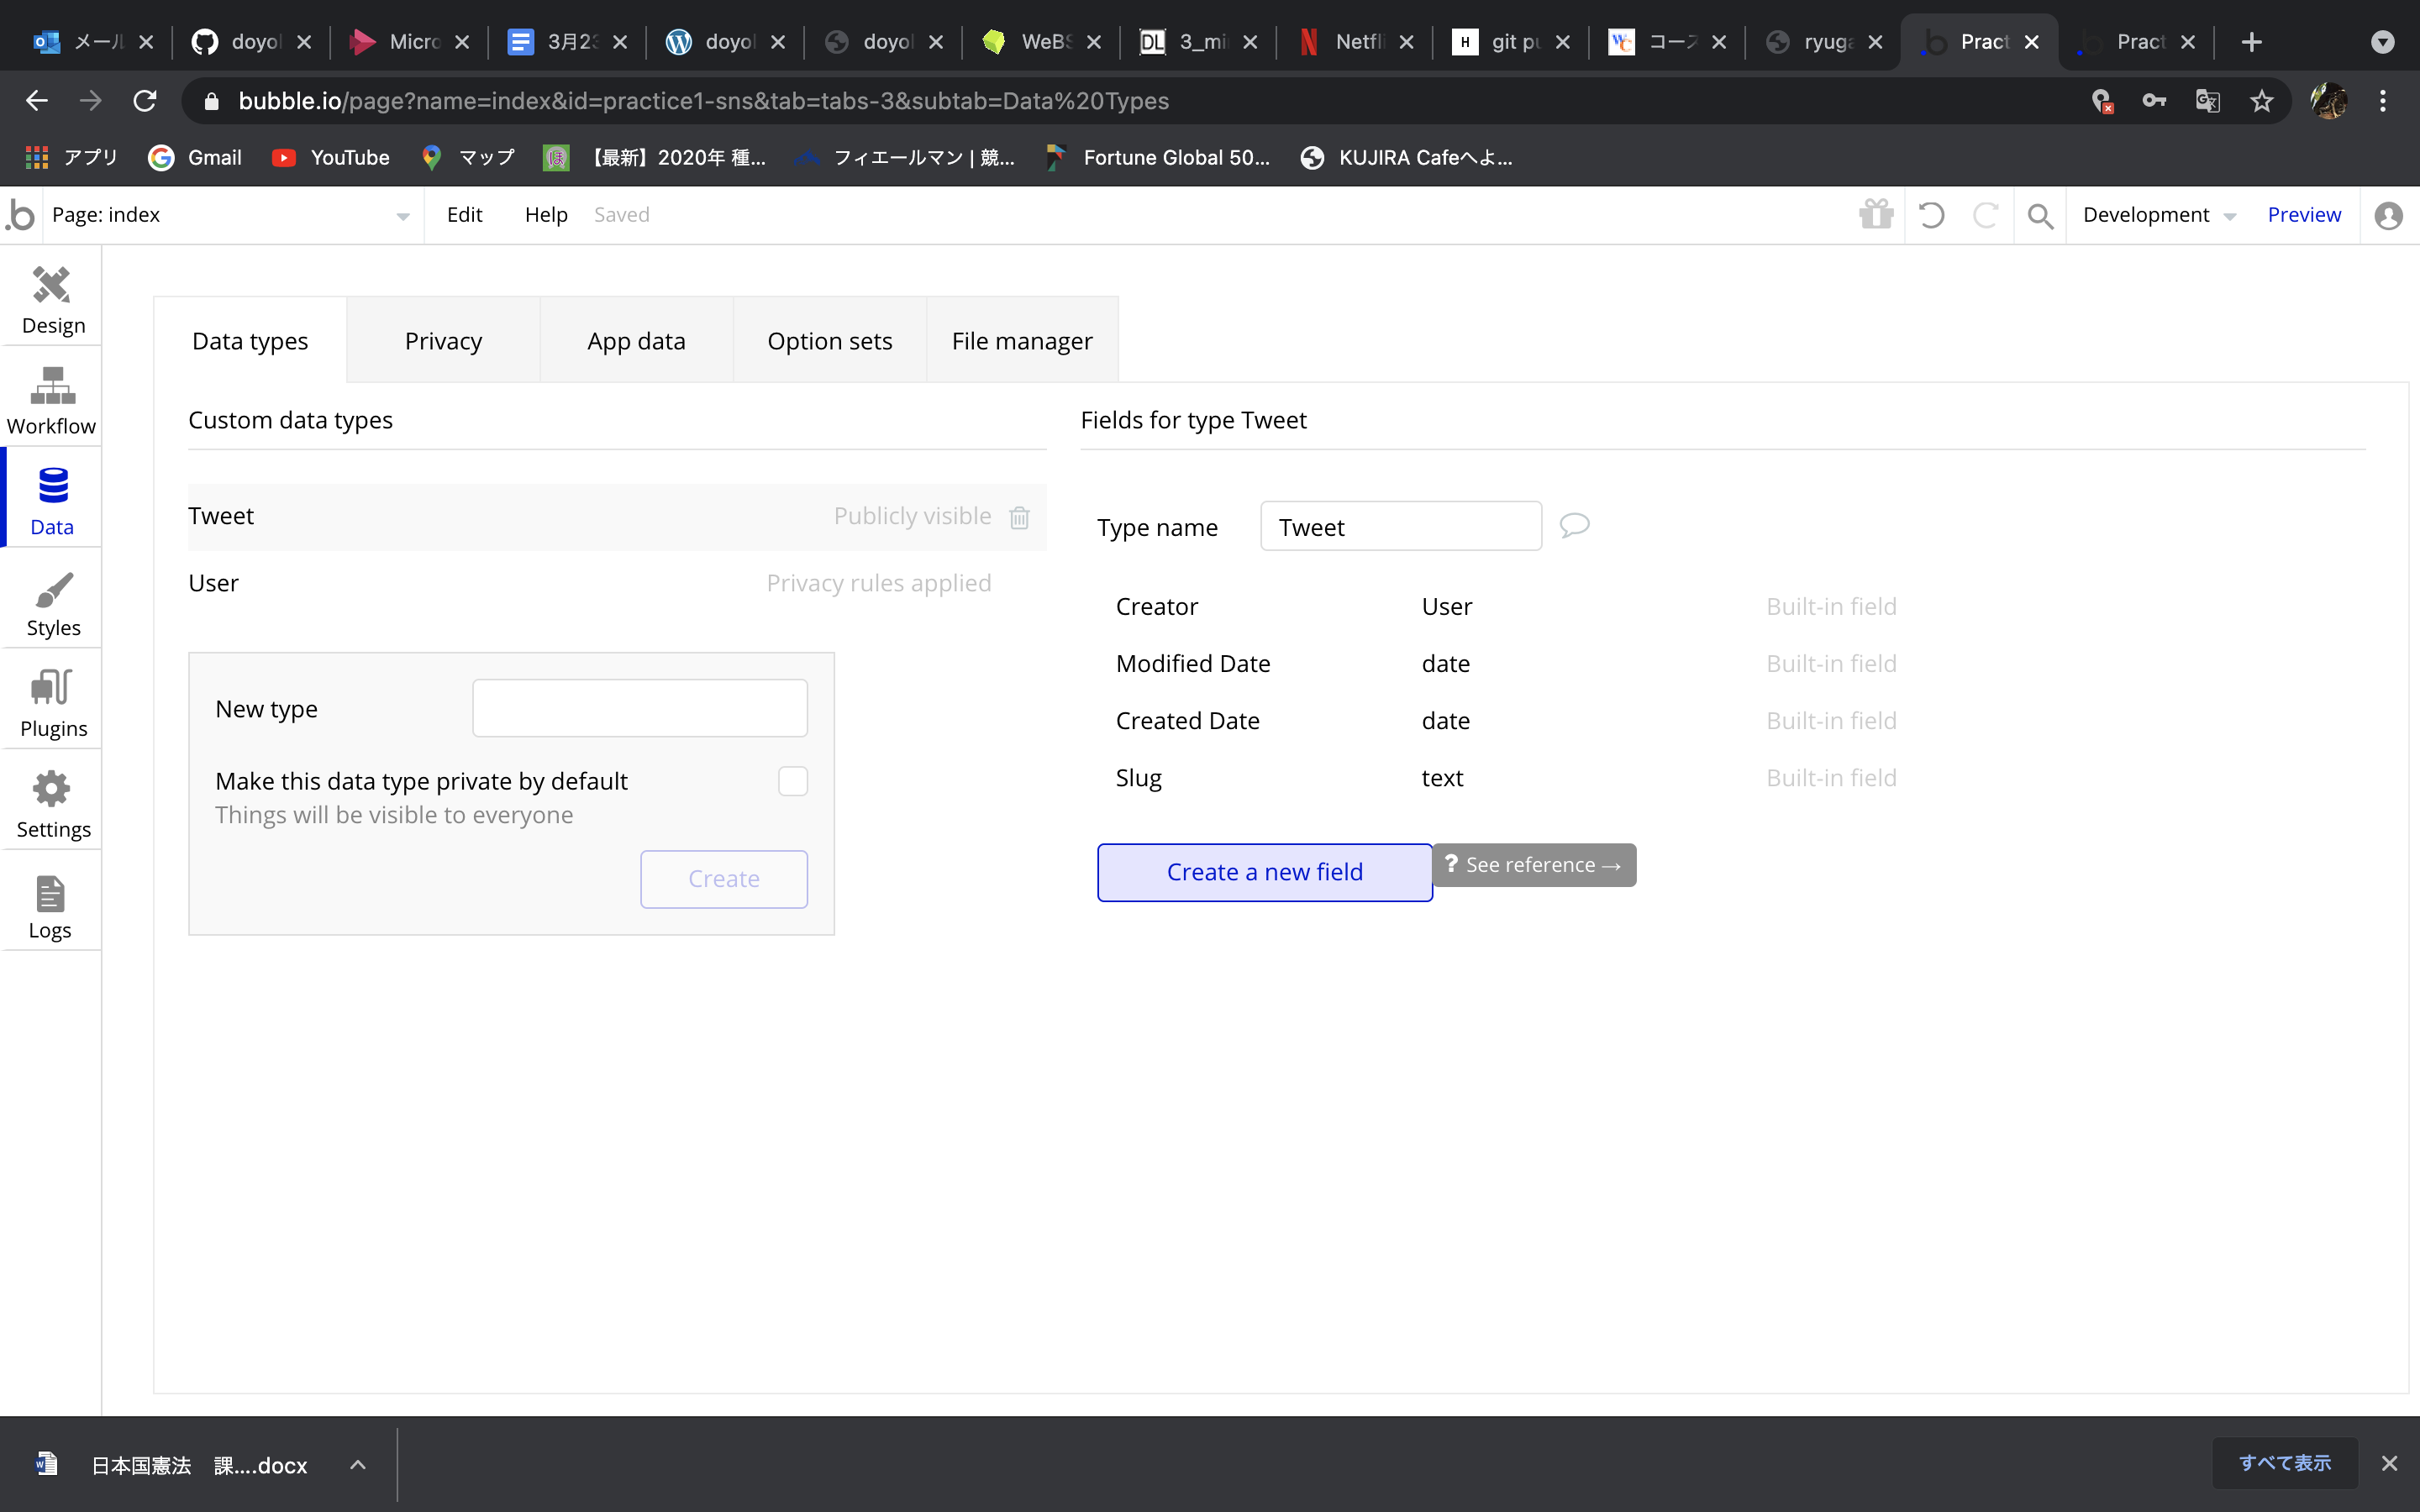 メール doyol Micro 3月23 doyol doyol WeBS 3_mi Netfli git pu コース ryuga Pract Pract
bubble.io/page?name=index&id=practice1-sns&tab=tabs-3&subtab=Data%20Types
アプリ Gmail YouTube マップ 【最新】2020年 種... フィエールマン | 競... Fortune Global 50... KUJIRA Cafeへよ...
Page: index Edit Help Saved Development Preview
Design
Workflow
Data
Styles
Plugins
Settings
Logs
Data types Privacy App data Option sets File manager
Custom data types
Tweet Publicly visible
User Privacy rules applied
New type
Make this data type private by default
Things will be visible to everyone
Create
Fields for type Tweet
Type name Tweet
Creator User Built-in field
Modified Date date Built-in field
Created Date date Built-in field
Slug text Built-in field
Create a new field ? See reference →
日本国憲法 課....docx すべて表示